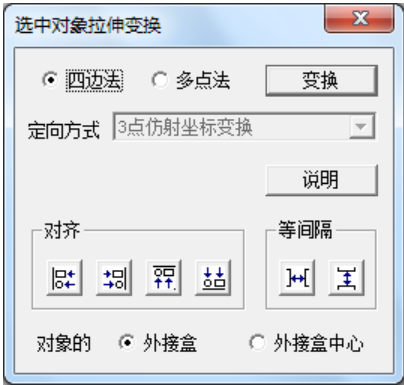 选中对象拉伸变换
四边法 多点法 变换
定向方式 3点仿射坐标变换
说明
对齐 等间隔
对象的 外接盒 外接盒中心